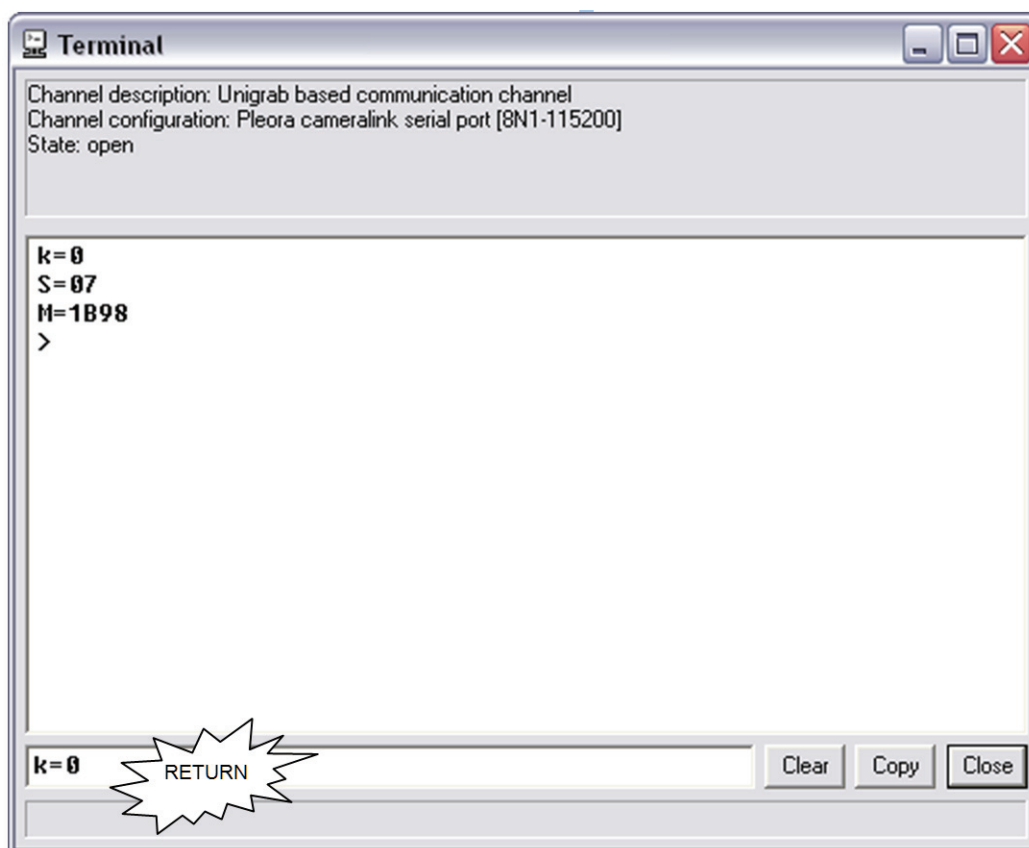 Terminal
Channel description: Unigrab based communication channel
Channel configuration: Pleora cameralink serial port [8N1-115200]
State: open
k=0
S=07
M=1B98
>
k=0
RETURN
Clear
Copy
Close